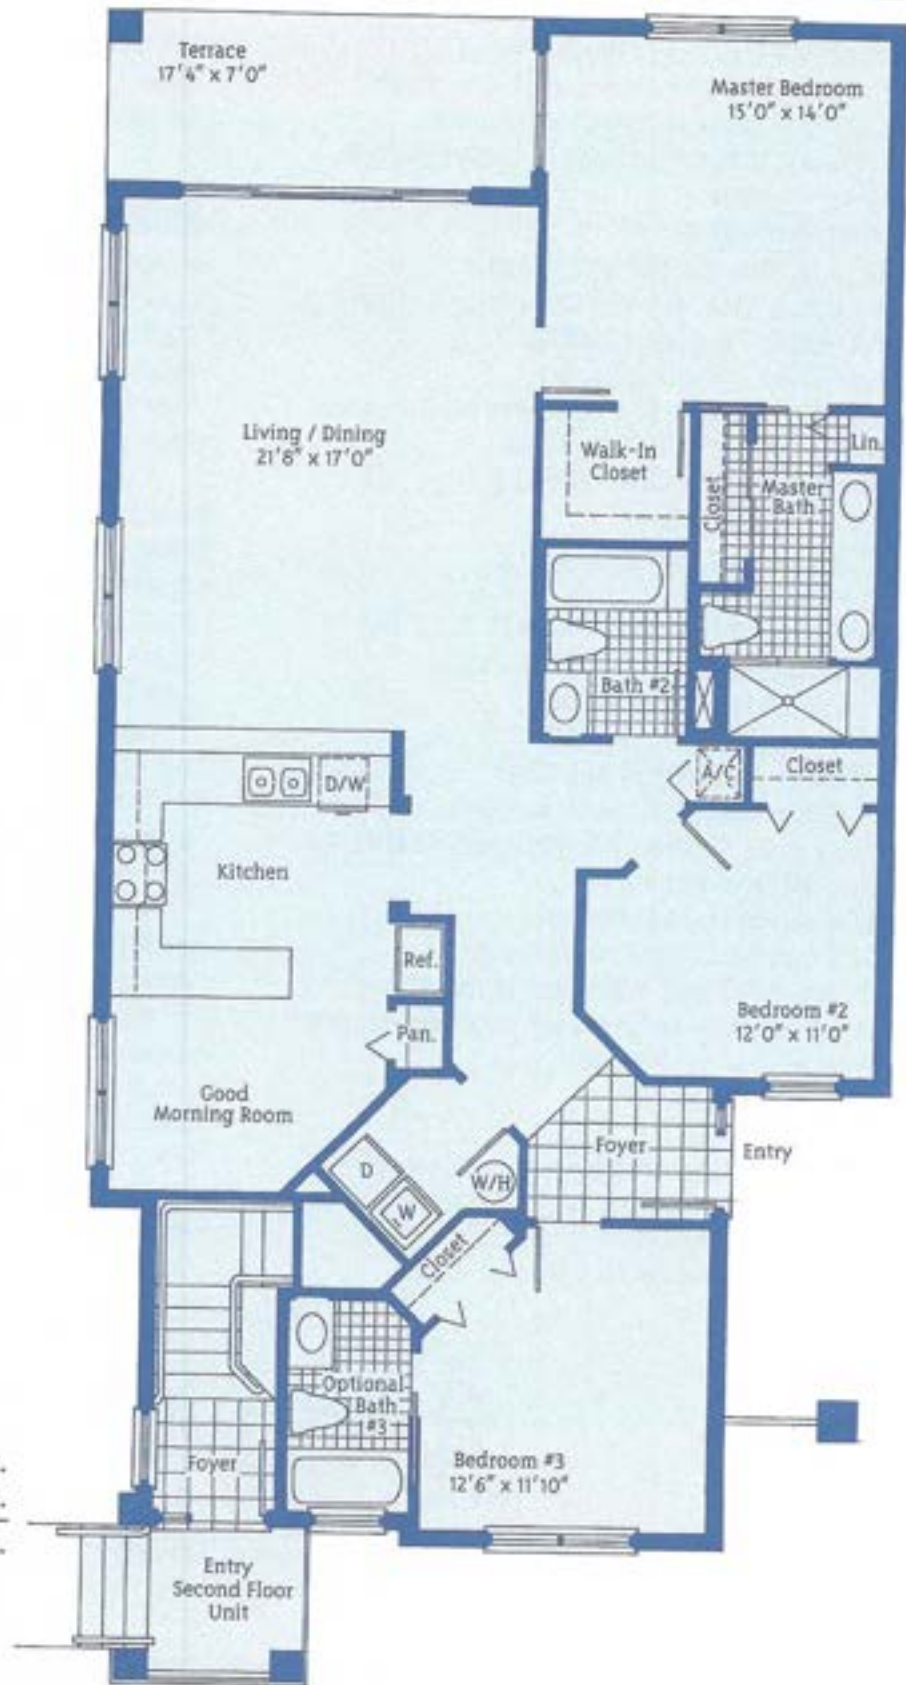 Terrace
17'4" x 7'0"
Master Bedroom
15'0" x 14'0"
Living / Dining
21'8" x 17'0"
Walk-In
Closet
Closet
Master
Bath
Lin.
Bath #2
D/W
A/C
Closet
Kitchen
Ref.
Pan.
Bedroom #2
12'0" x 11'0"
Good
Morning Room
Foyer
Entry
D
W
W/H
Closet
Optional
Bath
#3
Foyer
Bedroom #3
12'6" x 11'10"
Entry
Second Floor
Unit